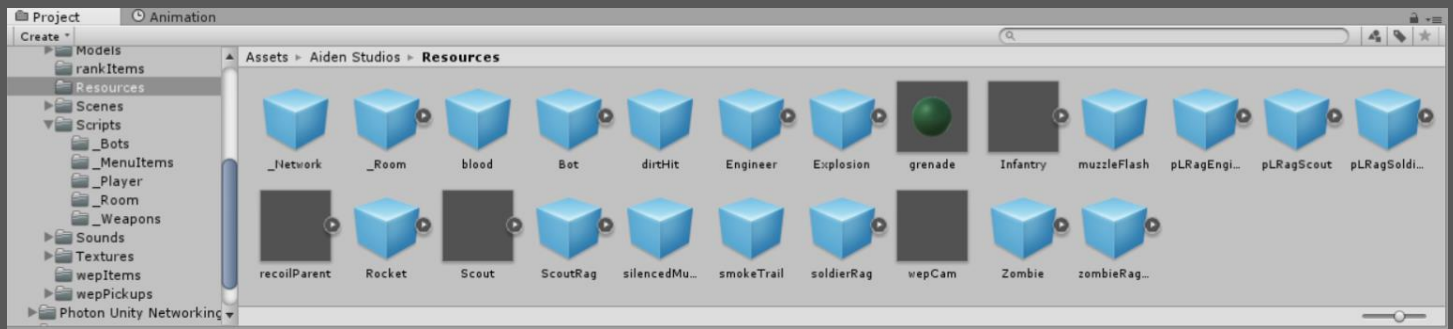 Project Animation
Create
Models
rankItems
Resources
Scenes
Scripts
_Bots
_MenuItems
_Player
_Room
_Weapons
Sounds
Textures
wepItems
wepPickups
Photon Unity Networking
Assets ▸ Aiden Studios ▸ Resources
_Network _Room blood Bot dirtHit Engineer Explosion grenade Infantry muzzleFlash pLRagEngi... pLRagScout pLRagSoldi...
recoilParent Rocket Scout ScoutRag silencedMu... smokeTrail soldierRag wepCam Zombie zombieRag...